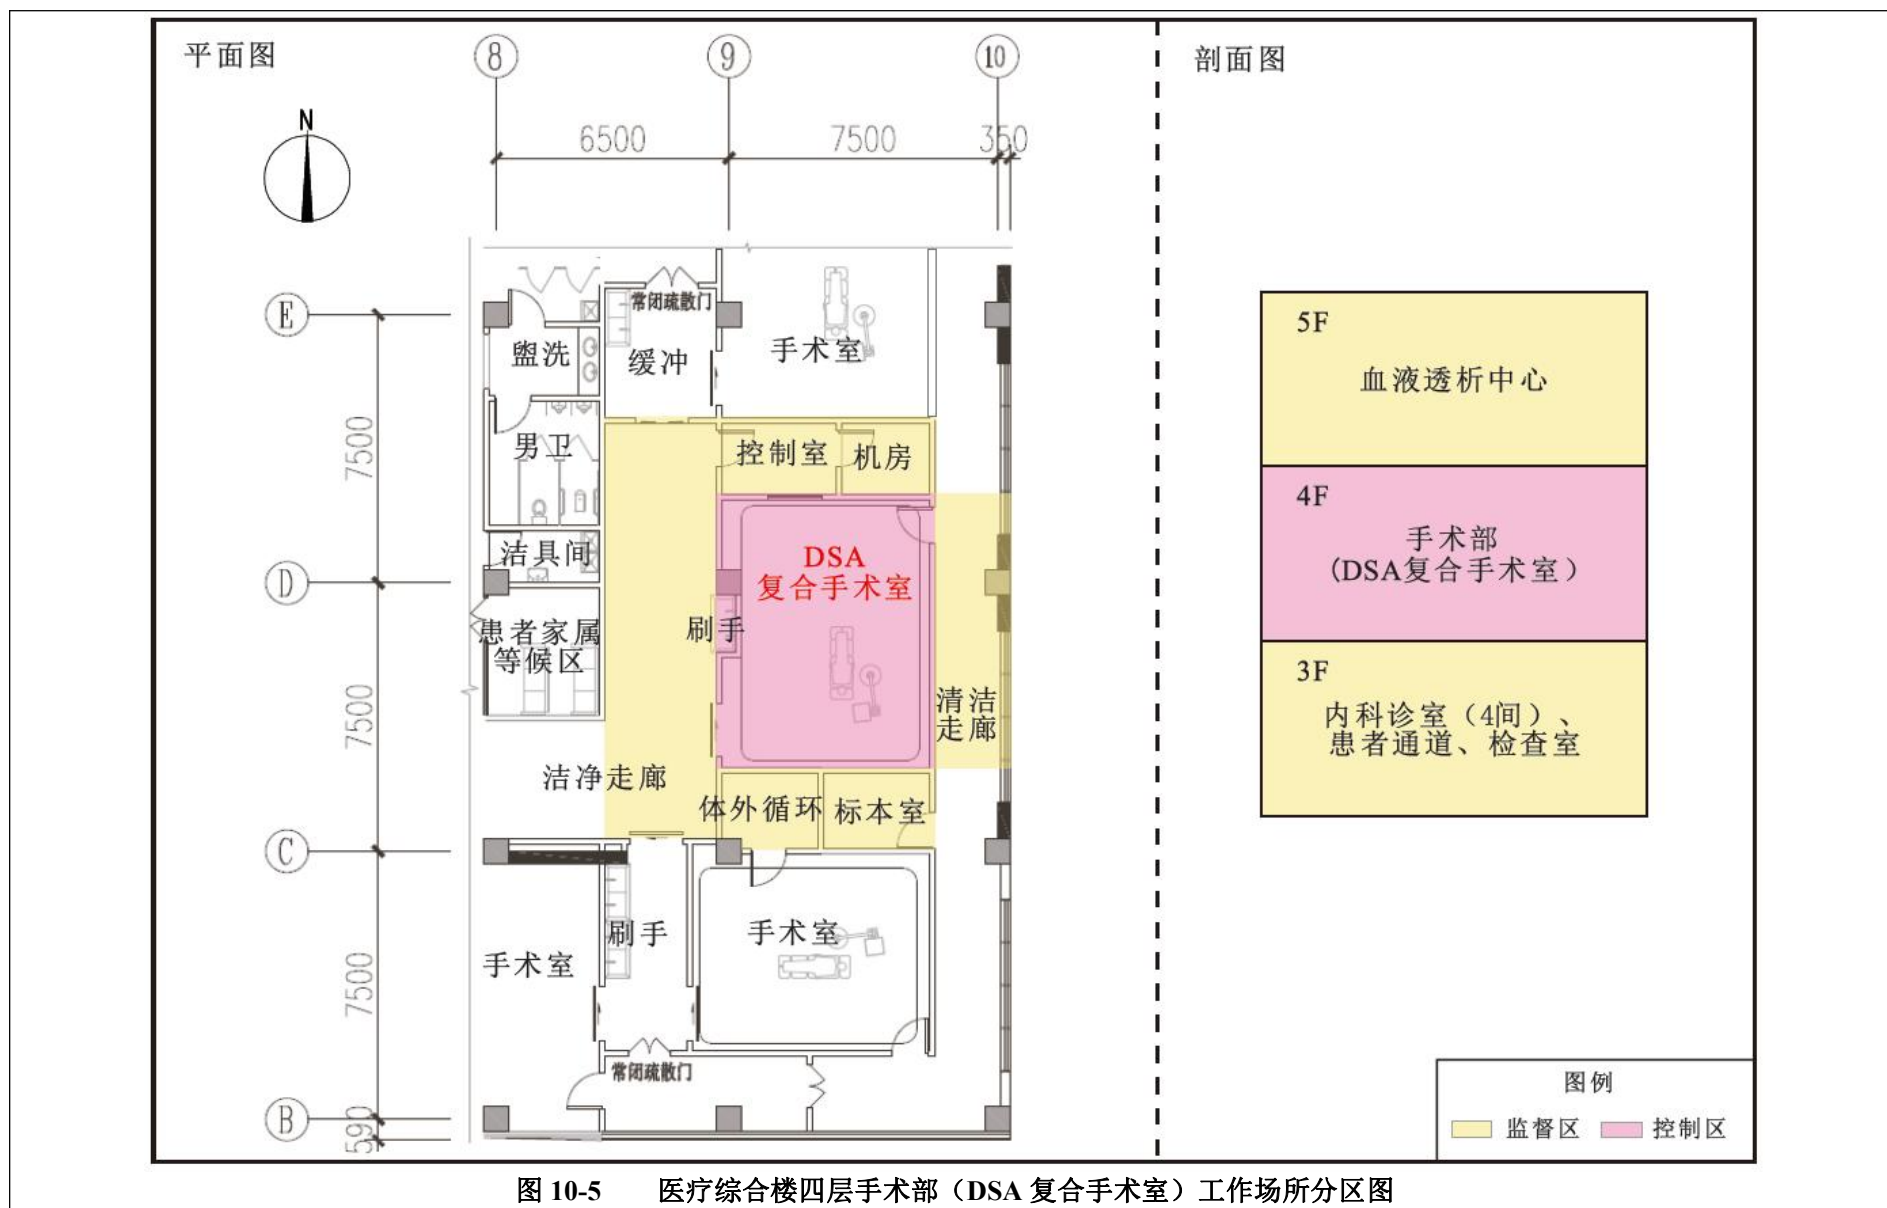 平面图
剖面图
8
9
10
N
6500
7500
350
E
常闭疏散门
盥洗
缓冲
手术室
5F
血液透析中心
7500
男卫
控制室
机房
4F
手术部
(DSA复合手术室)
洁具间
D
DSA
复合手术室
患者家属
等候区
刷手
3F
内科诊室（4间）、
患者通道、检查室
清洁
走廊
7500
洁净走廊
体外循环
标本室
C
7500
手术室
刷手
手术室
常闭疏散门
B
590
图例
监督区
控制区
图 10-5 医疗综合楼四层手术部（DSA 复合手术室）工作场所分区图